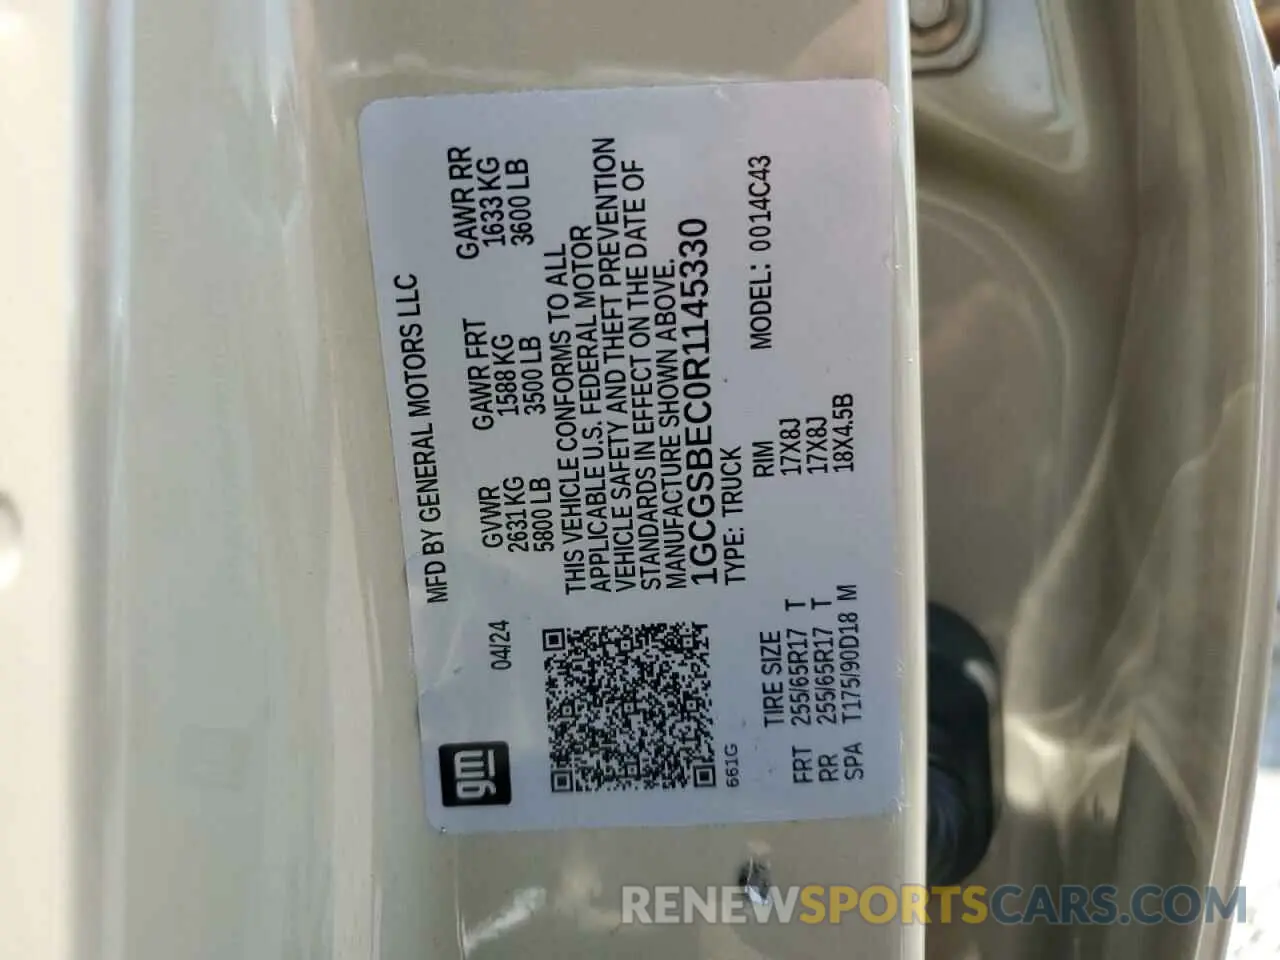 gm
MFD BY GENERAL MOTORS LLC
04/24
GVWR GAWR FRT GAWR RR
2631 KG 1588 KG 1633 KG
5800 LB 3500 LB 3600 LB
THIS VEHICLE CONFORMS TO ALL
APPLICABLE U.S. FEDERAL MOTOR
VEHICLE SAFETY AND THEFT PREVENTION
STANDARDS IN EFFECT ON THE DATE OF
MANUFACTURE SHOWN ABOVE.
1GCGSBEC0R1145330
TYPE: TRUCK MODEL: 0014C43
661G
TIRE SIZE RIM
FRT 255/65R17 T 17X8J
RR 255/65R17 T 17X8J
SPA T175/90D18 M 18X4.5B
RENEWSPORTSCARS.COM